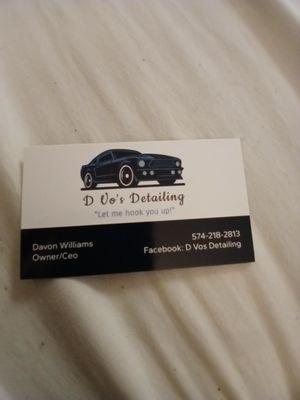 D Vo's Detailing
"Let me hook you up!"
Davon Williams
Owner/Ceo
574-218-2813
Facebook: D Vos Detailing